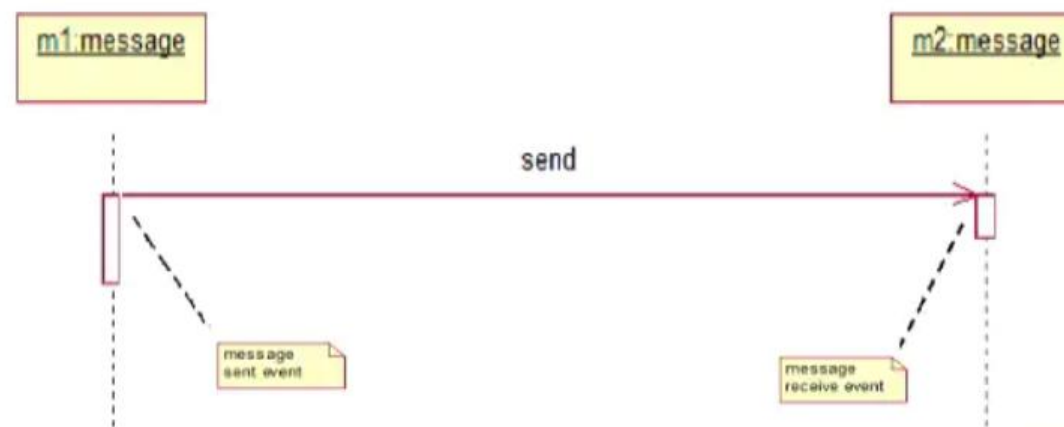 m1:message
m2:message
send
message
sent event
message
receive event